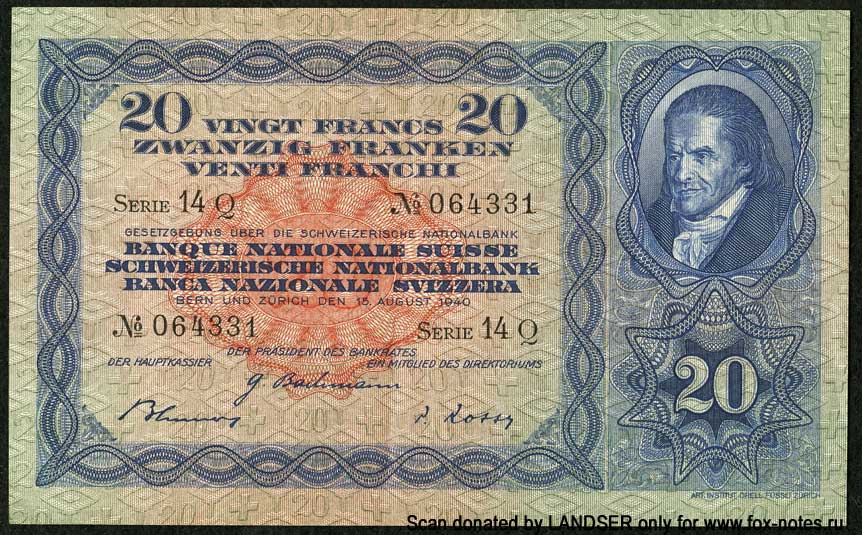 20 VINGT FRANCS 20
ZWANZIG FRANKEN
VENTI FRANCHI
SERIE 14 Q № 064331
GESETZGEBUNG ÜBER DIE SCHWEIZERISCHE NATIONALBANK
BANQUE NATIONALE SUISSE
SCHWEIZERISCHE NATIONALBANK
BANCA NAZIONALE SVIZZERA
BERN UND ZÜRICH DEN 15. AUGUST 1940
№ 064331 SERIE 14 Q
DER PRÄSIDENT DES BANKRATES
DER HAUPTKASSIER EIN MITGLIED DES DIREKTORIUMS
G Bachmann
P. Rossy
20
ART. INSTITUT ORELL FÜSSLI ZÜRICH
Scan donated by LANDSER only for www.fox-notes.ru